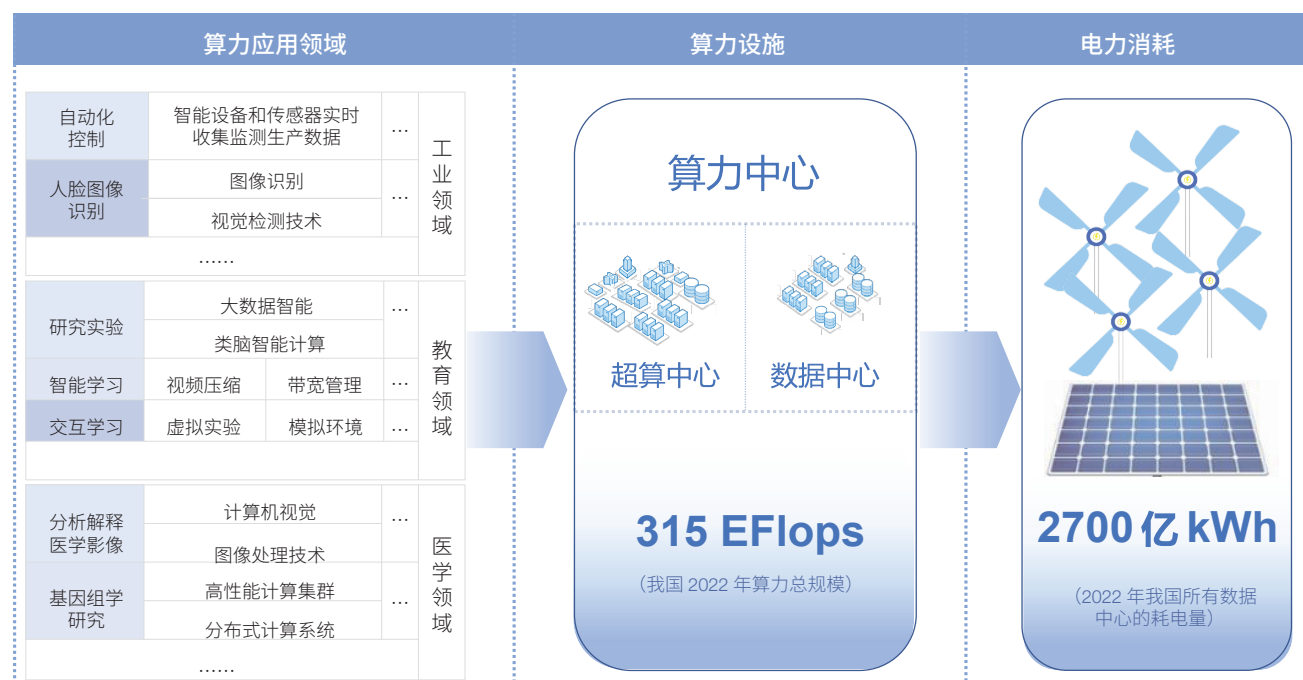 算力应用领域
算力设施
电力消耗
自动化
控制
智能设备和传感器实时
收集监测生产数据
…
人脸图像
识别
图像识别
视觉检测技术
…
……
工业领域
研究实验
大数据智能
类脑智能计算
…
智能学习
视频压缩
带宽管理
…
交互学习
虚拟实验
模拟环境
…
教育领域
分析解释
医学影像
计算机视觉
图像处理技术
…
基因组学
研究
高性能计算集群
分布式计算系统
…
……
医学领域
算力中心
超算中心
数据中心
315 EFlops
（我国 2022 年算力总规模）
2700 亿 kWh
（2022 年我国所有数据
中心的耗电量）